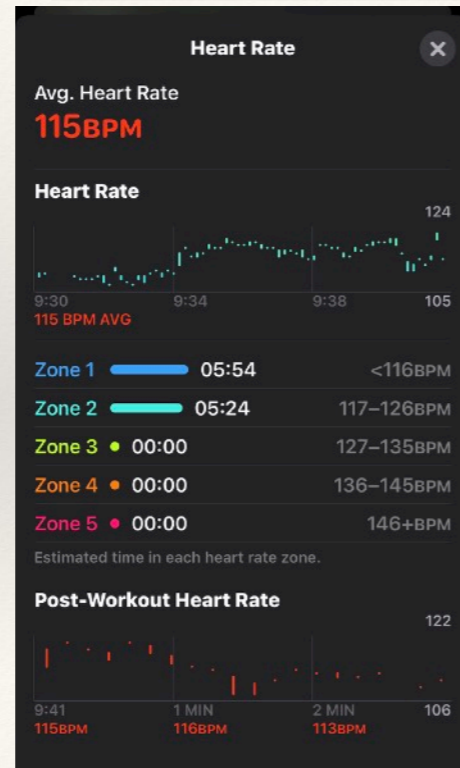 Heart Rate
Avg. Heart Rate
115BPM
Heart Rate
124
9:30 9:34 9:38 105
115 BPM AVG
Zone 1 05:54 <116BPM
Zone 2 05:24 117–126BPM
Zone 3 00:00 127–135BPM
Zone 4 00:00 136–145BPM
Zone 5 00:00 146+BPM
Estimated time in each heart rate zone.
Post-Workout Heart Rate
122
9:41 1 MIN 2 MIN 106
115BPM 116BPM 113BPM